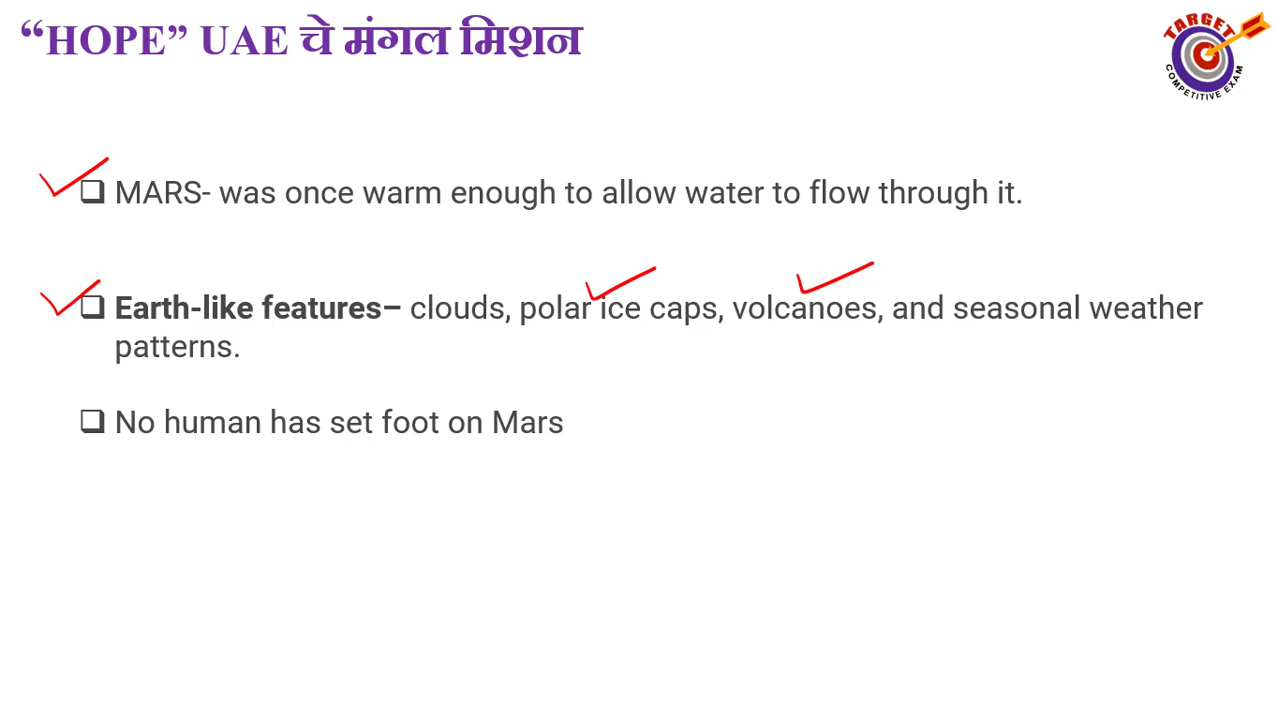 “HOPE” UAE चे मंगल मिशन
TARGET
COMPETITIVE EXAM
MARS- was once warm enough to allow water to flow through it.
Earth-like features– clouds, polar ice caps, volcanoes, and seasonal weather
patterns.
No human has set foot on Mars